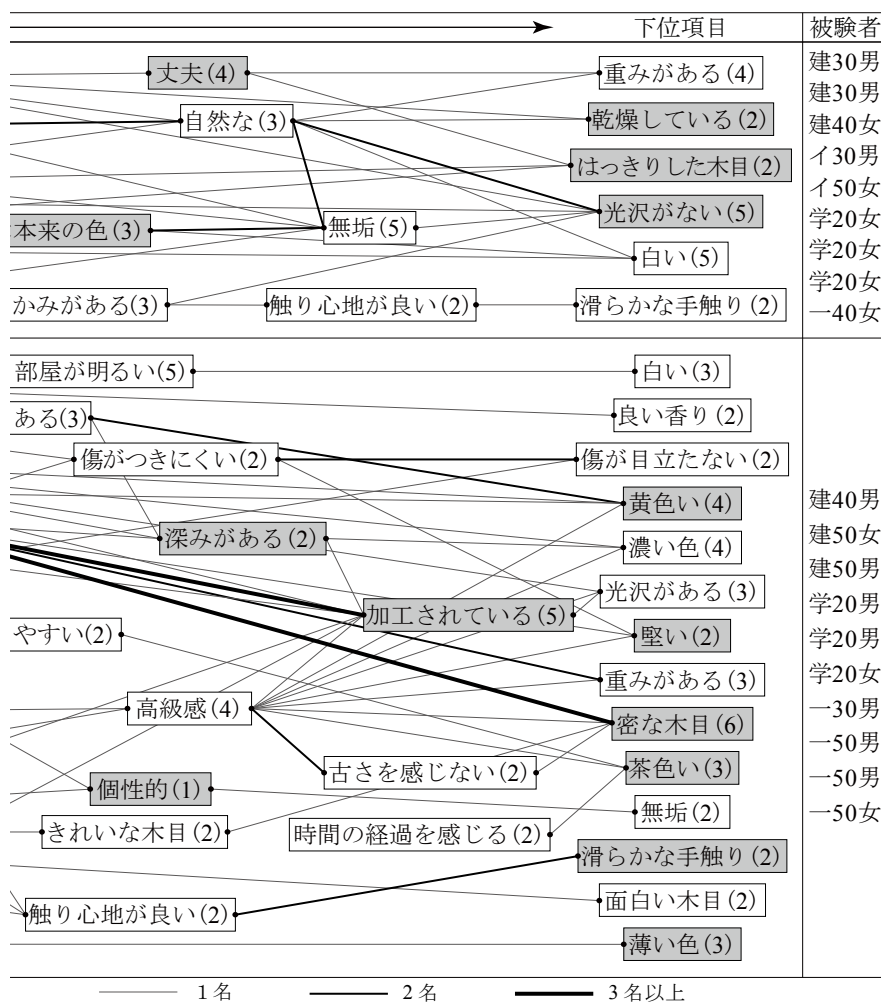 下位項目 被験者
丈夫(4) 重みがある(4) 建30男
建30男
自然な(3) 乾燥している(2) 建40女
はっきりした木目(2) イ30男
イ50女
光沢がない(5) 学20女
本来の色(3) 無垢(5) 学20女
白い(5) 学20女
かみがある(3) 触り心地が良い(2) 滑らかな手触り(2) 一40女
部屋が明るい(5) 白い(3)
ある(3) 良い香り(2)
傷がつきにくい(2) 傷が目立たない(2)
黄色い(4) 建40男
深みがある(2) 濃い色(4) 建50女
建50男
光沢がある(3) 学20男
加工されている(5)
やすい(2) 堅い(2) 学20男
重みがある(3) 学20女
高級感(4) 密な木目(6) 一30男
一50男
古さを感じない(2) 茶色い(3) 一50男
個性的(1) 無垢(2) 一50女
きれいな木目(2) 時間の経過を感じる(2)
滑らかな手触り(2)
触り心地が良い(2) 面白い木目(2)
薄い色(3)
1名 2名 3名以上